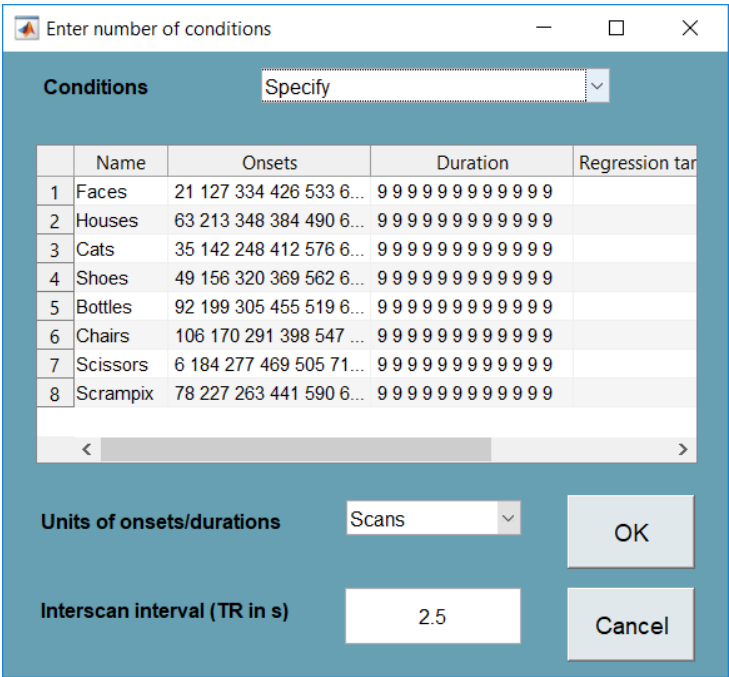 Enter number of conditions
Conditions Specify
Name Onsets Duration Regression tar
1 Faces 21 127 334 426 533 6... 9 9 9 9 9 9 9 9 9 9 9 9
2 Houses 63 213 348 384 490 6... 9 9 9 9 9 9 9 9 9 9 9 9
3 Cats 35 142 248 412 576 6... 9 9 9 9 9 9 9 9 9 9 9 9
4 Shoes 49 156 320 369 562 6... 9 9 9 9 9 9 9 9 9 9 9 9
5 Bottles 92 199 305 455 519 6... 9 9 9 9 9 9 9 9 9 9 9 9
6 Chairs 106 170 291 398 547 ... 9 9 9 9 9 9 9 9 9 9 9 9
7 Scissors 6 184 277 469 505 71... 9 9 9 9 9 9 9 9 9 9 9 9
8 Scrampix 78 227 263 441 590 6... 9 9 9 9 9 9 9 9 9 9 9 9
Units of onsets/durations Scans
OK
Interscan interval (TR in s) 2.5
Cancel